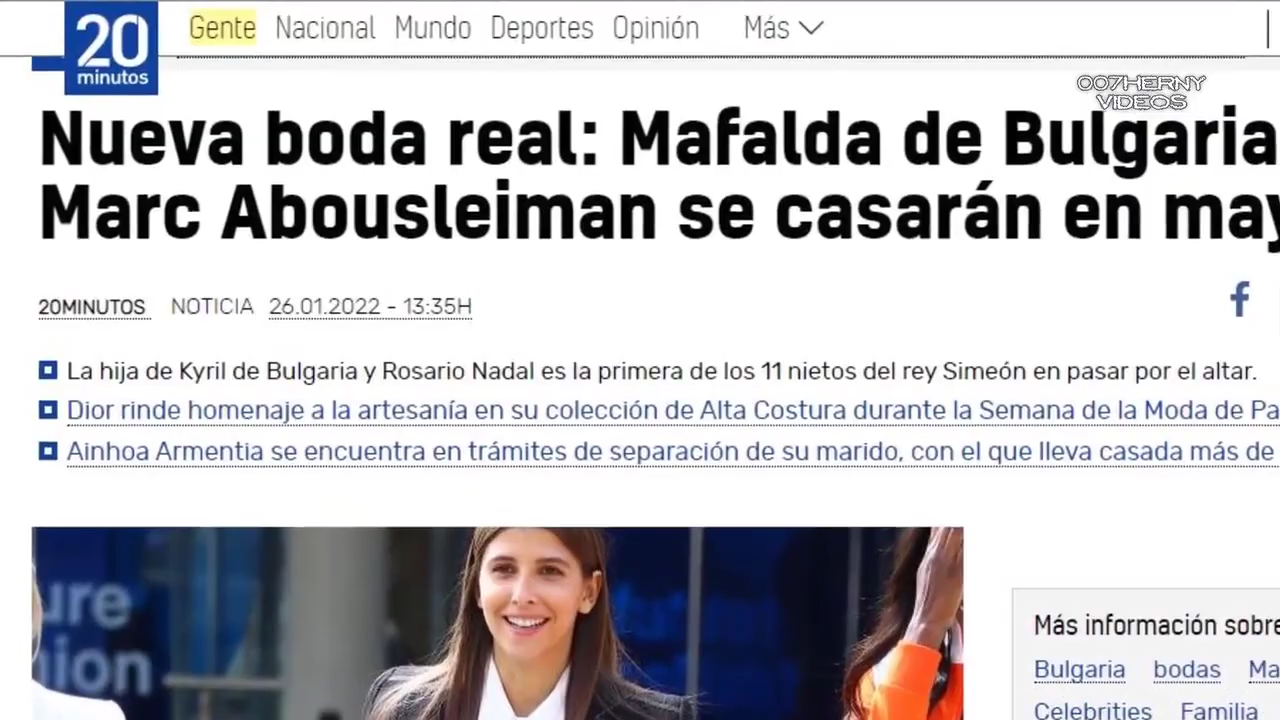 20
minutos
Gente Nacional Mundo Deportes Opinión Más
007HERNY
VIDEOS
Nueva boda real: Mafalda de Bulgaria
Marc Abousleiman se casarán en may
20MINUTOS NOTICIA 26.01.2022 - 13:35H
La hija de Kyril de Bulgaria y Rosario Nadal es la primera de los 11 nietos del rey Simeón en pasar por el altar.
Dior rinde homenaje a la artesanía en su colección de Alta Costura durante la Semana de la Moda de Pa
Ainhoa Armentia se encuentra en trámites de separación de su marido, con el que lleva casada más de
ure
gion
Más información sobre
Bulgaria bodas Ma
Celebrities Familia